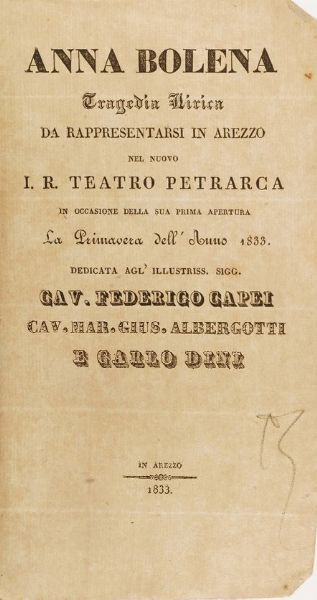 ANNA BOLENA
Tragedia Lirica
DA RAPPRESENTARSI IN AREZZO
NEL NUOVO
I. R. TEATRO PETRARCA
IN OCCASIONE DELLA SUA PRIMA APERTURA
La Primavera dell' Anno 1833.
DEDICATA AGL' ILLUSTRISS. SIGG.
CAV. FEDERIGO CAPEI
CAV. MAR. GIUS. ALBERGOTTI
E CARLO DINI
IN AREZZO
1833.